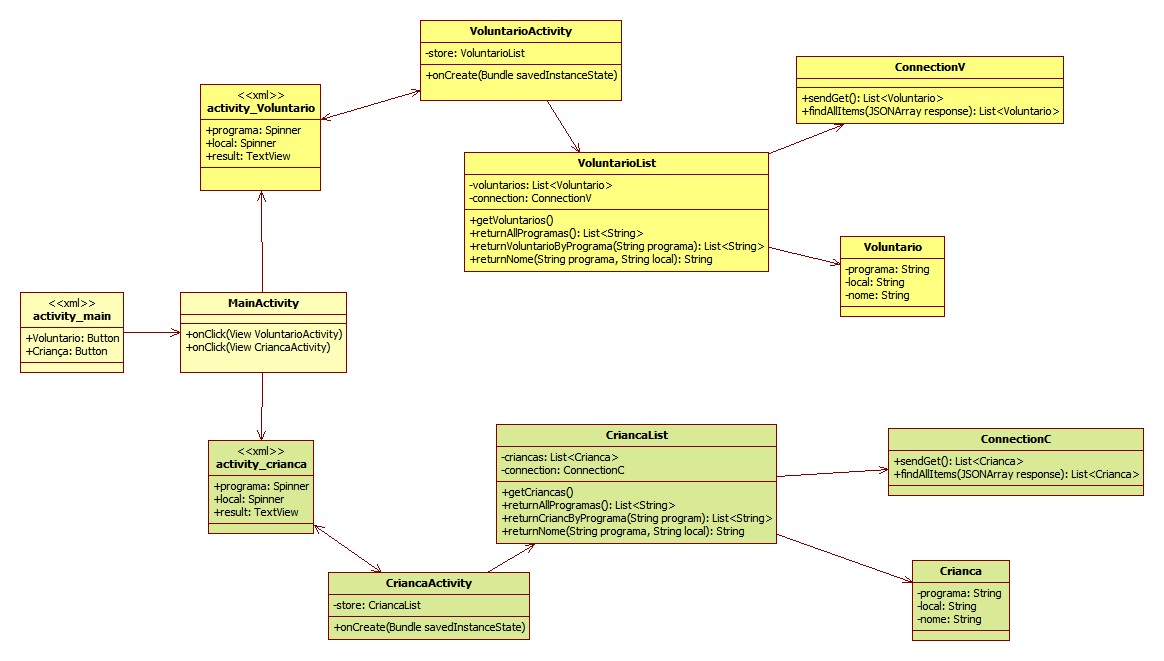 VoluntarioActivity
-store: VoluntarioList
+onCreate(Bundle savedInstanceState)
<<xml>>
activity_Voluntario
+programa: Spinner
+local: Spinner
+result: TextView
ConnectionV
+sendGet(): List<Voluntario>
+findAllItems(JSONArray response): List<Voluntario>
VoluntarioList
-voluntarios: List<Voluntario>
-connection: ConnectionV
+getVoluntarios()
+returnAllProgramas(): List<String>
+returnVoluntarioByPrograma(String programa): List<String>
+returnNome(String programa, String local): String
Voluntario
-programa: String
-local: String
-nome: String
<<xml>>
activity_main
+Voluntario: Button
+Criança: Button
MainActivity
+onClick(View VoluntarioActivity)
+onClick(View CriancaActivity)
<<xml>>
activity_crianca
+programa: Spinner
+local: Spinner
+result: TextView
CriancaList
-criancas: List<Crianca>
-connection: ConnectionC
+getCriancas()
+returnAllProgramas(): List<String>
+returnCriancByPrograma(String program): List<String>
+returnNome(String programa, String local): String
ConnectionC
+sendGet(): List<Crianca>
+findAllItems(JSONArray response): List<Crianca>
CriancaActivity
-store: CriancaList
+onCreate(Bundle savedInstanceState)
Crianca
-programa: String
-local: String
-nome: String